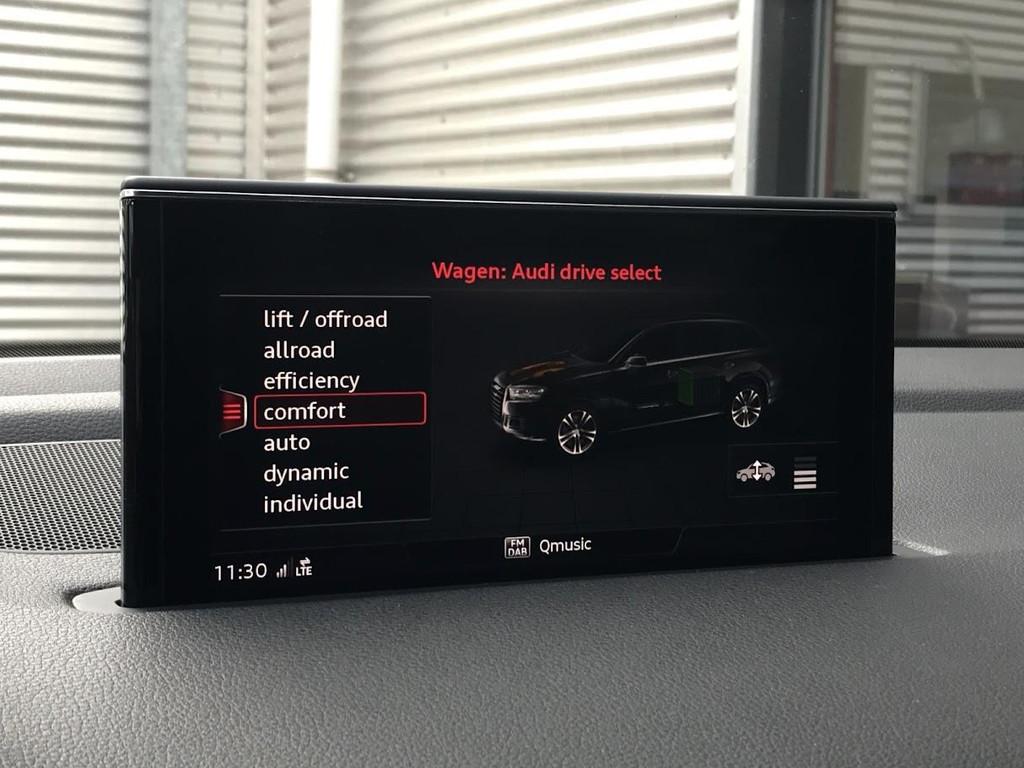 Wagen: Audi drive select
lift / offroad
allroad
efficiency
comfort
auto
dynamic
individual
FM
DAB
Qmusic
11:30
LTE